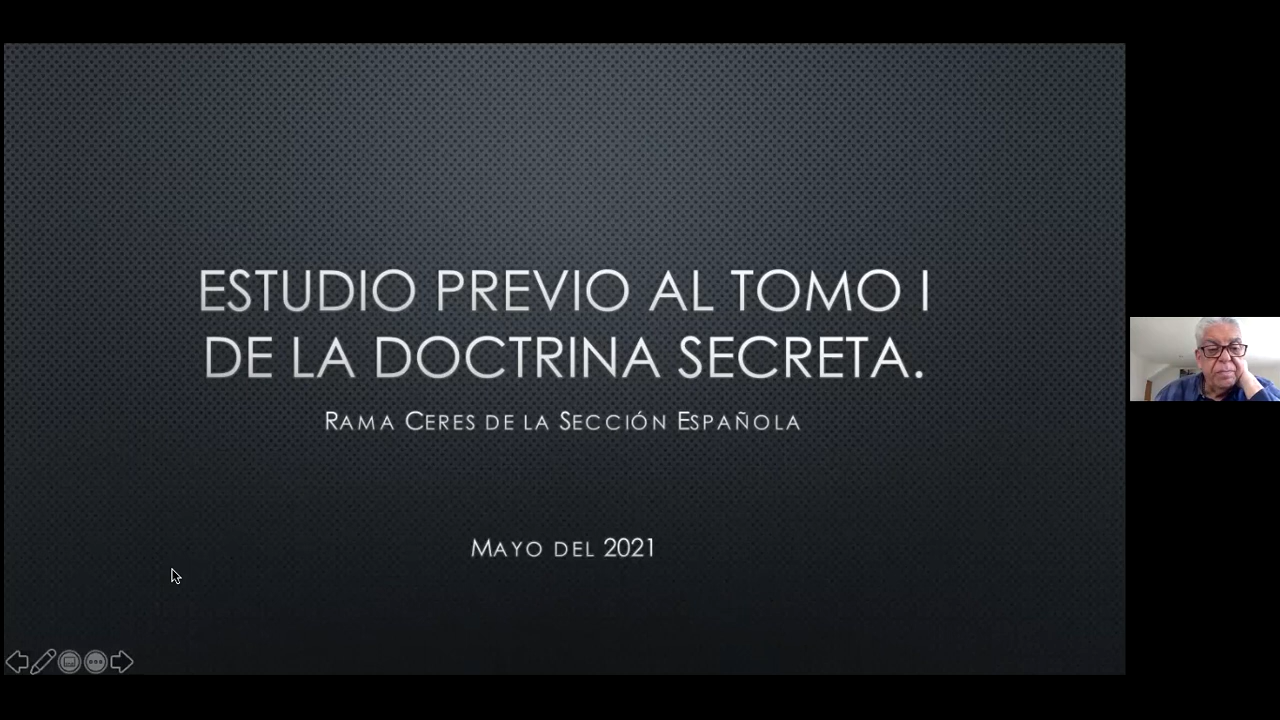 ESTUDIO PREVIO AL TOMO I
DE LA DOCTRINA SECRETA.
Rama Ceres de la Sección Española
Mayo del 2021